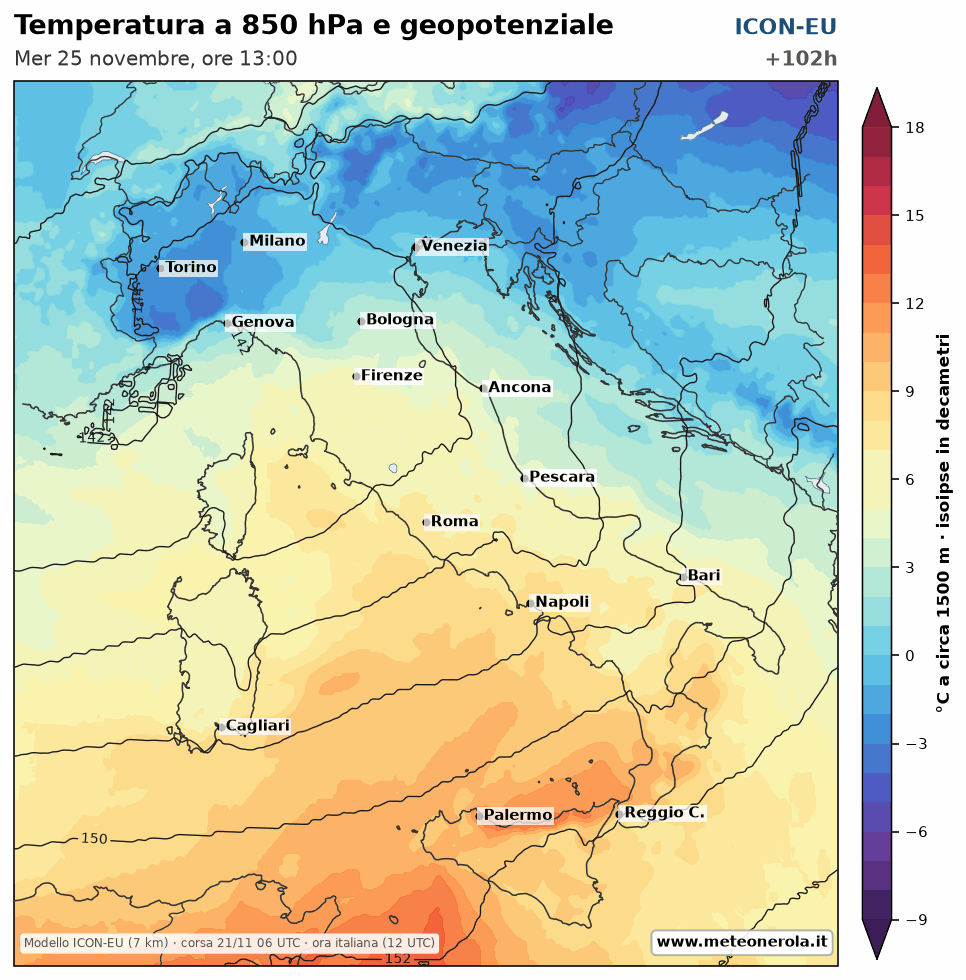 Temperatura a 850 hPa e geopotenziale
ICON-EU
Mer 25 novembre, ore 13:00
+102h
18
15
12
9
6
3
0
−3
−6
−9
°C a circa 1500 m · isoipse in decametri
Milano
Venezia
Torino
Genova
Bologna
142
Firenze
Ancona
142
Pescara
Roma
Bari
Napoli
Cagliari
Palermo
Reggio C.
150
152
Modello ICON-EU (7 km) · corsa 21/11 06 UTC · ora italiana (12 UTC)
www.meteonerola.it